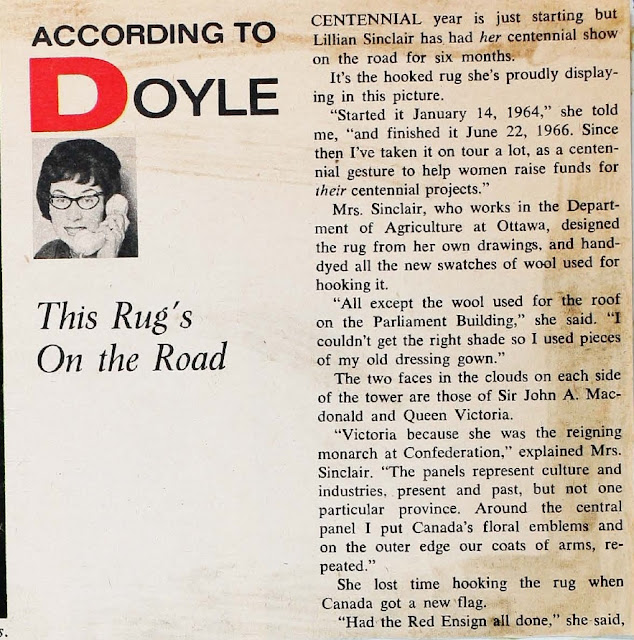 ACCORDING TO
DOYLE
This Rug's
On the Road
CENTENNIAL year is just starting but
Lillian Sinclair has had her centennial show
on the road for six months.
It's the hooked rug she's proudly display-
ing in this picture.
"Started it January 14, 1964," she told
me, "and finished it June 22, 1966. Since
then I've taken it on tour a lot, as a centen-
nial gesture to help women raise funds for
their centennial projects."
Mrs. Sinclair, who works in the Depart-
ment of Agriculture at Ottawa, designed
the rug from her own drawings, and hand-
dyed all the new swatches of wool used for
hooking it.
"All except the wool used for the roof
on the Parliament Building," she said. "I
couldn't get the right shade so I used pieces
of my old dressing gown."
The two faces in the clouds on each side
of the tower are those of Sir John A. Mac-
donald and Queen Victoria.
"Victoria because she was the reigning
monarch at Confederation," explained Mrs.
Sinclair. "The panels represent culture and
industries, present and past, but not one
particular province. Around the central
panel I put Canada's floral emblems and
on the outer edge our coats of arms, re-
peated."
She lost time hooking the rug when
Canada got a new flag.
"Had the Red Ensign all done," she said,
s.